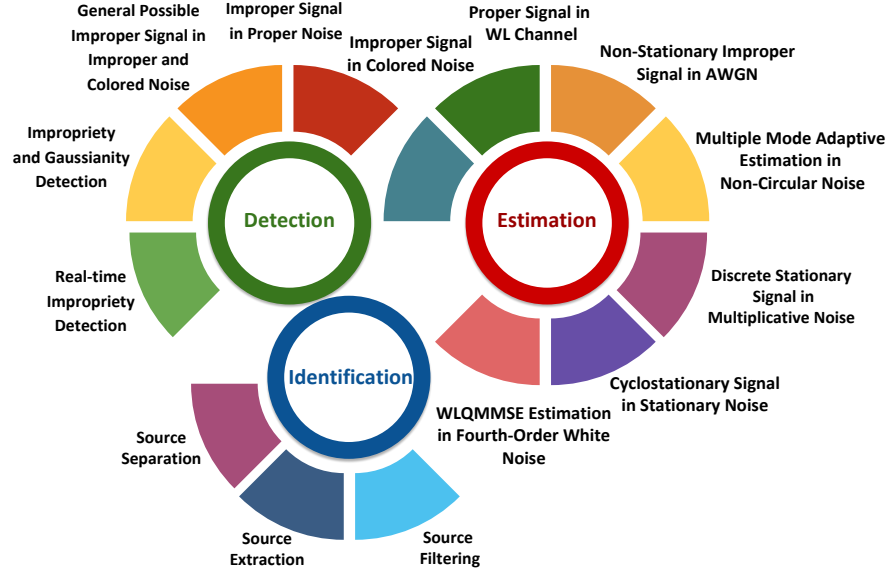 General Possible
Improper Signal in
Improper and
Colored Noise
Improper Signal
in Proper Noise
Impropriety
and Gaussianity
Detection
Real-time
Impropriety
Detection
Detection
Improper Signal
in Colored Noise
Proper Signal in
WL Channel
Non-Stationary Improper
Signal in AWGN
Multiple Mode Adaptive
Estimation in
Non-Circular Noise
Discrete Stationary
Signal in
Multiplicative Noise
Cyclostationary Signal
in Stationary Noise
WLQMMSE Estimation
in Fourth-Order White
Noise
Estimation
Identification
Source
Separation
Source
Extraction
Source
Filtering